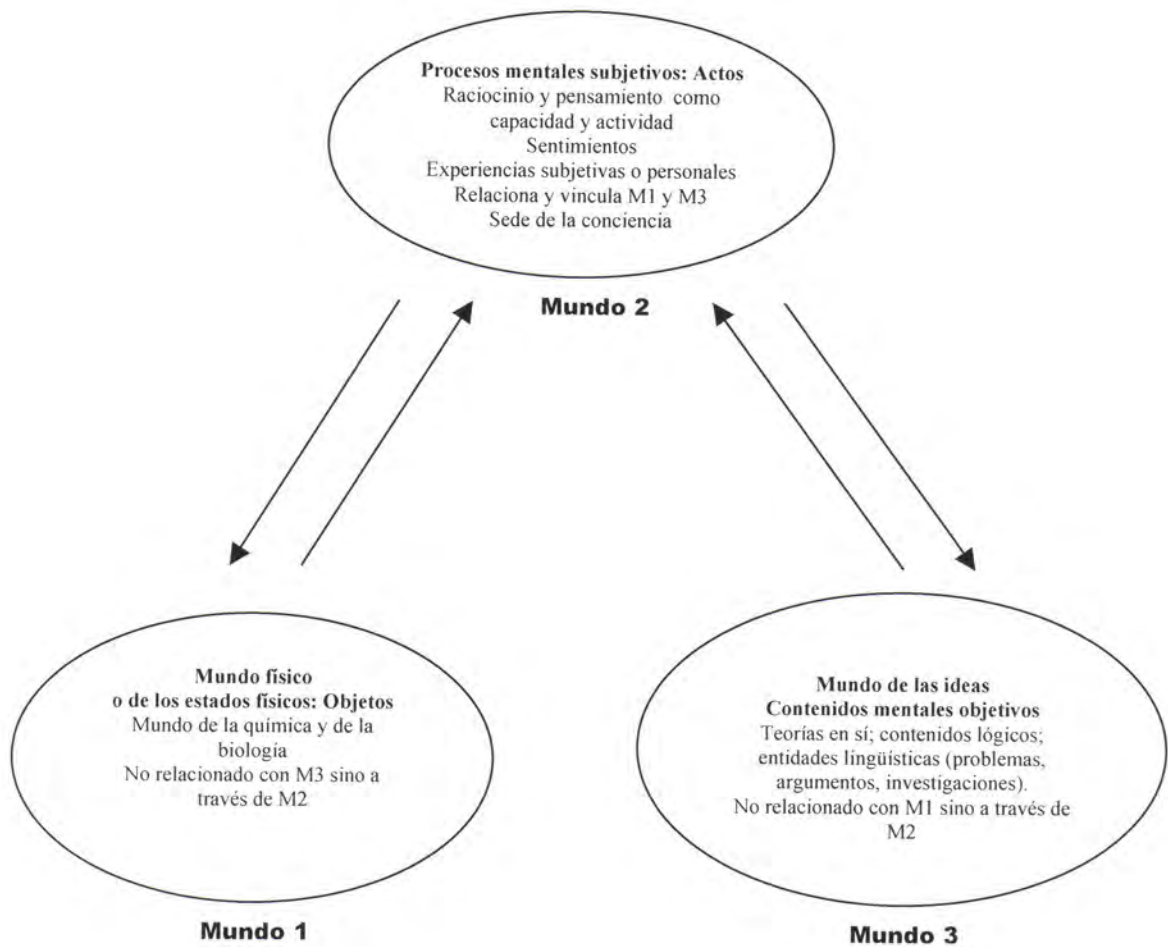 Procesos mentales subjetivos: Actos
Raciocinio y pensamiento como
capacidad y actividad
Sentimientos
Experiencias subjetivas o personales
Relaciona y vincula M1 y M3
Sede de la conciencia
Mundo 2
Mundo físico
o de los estados físicos: Objetos
Mundo de la química y de la
biología
No relacionado con M3 sino a
través de M2
Mundo 1
Mundo de las ideas
Contenidos mentales objetivos
Teorías en sí; contenidos lógicos;
entidades lingüísticas (problemas,
argumentos, investigaciones).
No relacionado con M1 sino a través de
M2
Mundo 3